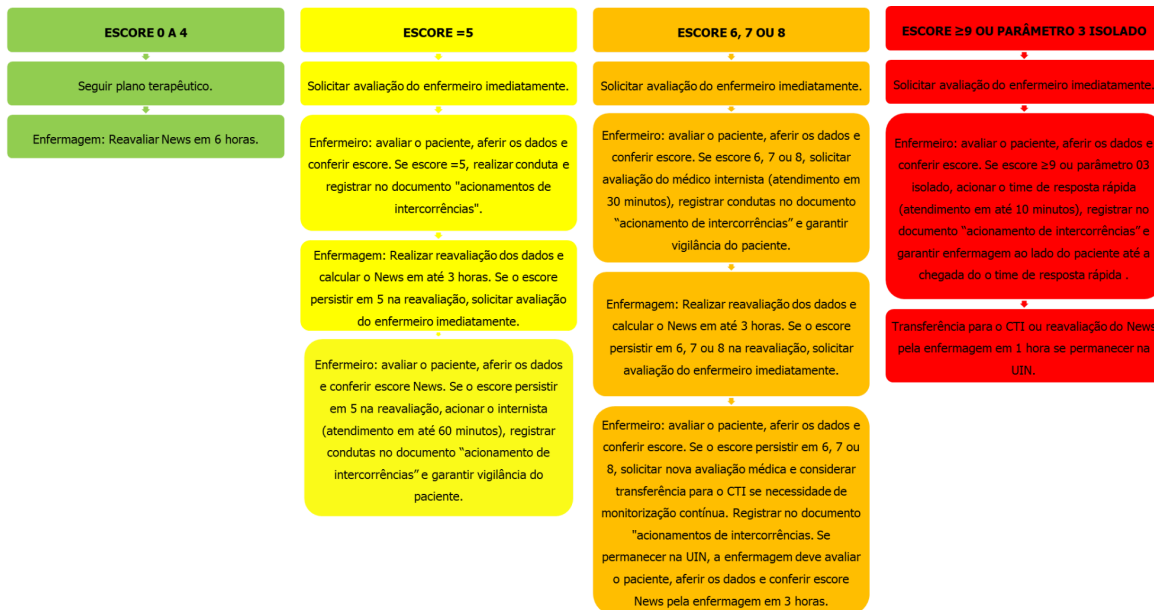 ESCORE 0 A 4
Seguir plano terapêutico.
Enfermagem: Reavaliar News em 6 horas.
ESCORE =5
Solicitar avaliação do enfermeiro imediatamente.
Enfermeiro: avaliar o paciente, aferir os dados e
conferir escore. Se escore =5, realizar conduta e
registrar no documento "acionamentos de
intercorrências".
Enfermagem: Realizar reavaliação dos dados e
calcular o News em até 3 horas. Se o escore
persistir em 5 na reavaliação, solicitar avaliação
do enfermeiro imediatamente.
Enfermeiro: avaliar o paciente, aferir os dados
e conferir escore News. Se o escore persistir
em 5 na reavaliação, acionar o internista
(atendimento em até 60 minutos), registrar
condutas no documento “acionamento de
intercorrências” e garantir vigilância do
paciente.
ESCORE 6, 7 OU 8
Solicitar avaliação do enfermeiro imediatamente.
Enfermeiro: avaliar o paciente, aferir os dados e
conferir escore. Se escore 6, 7 ou 8, solicitar
avaliação do médico internista (atendimento em
30 minutos), registrar condutas no documento
“acionamento de intercorrências” e garantir
vigilância do paciente.
Enfermagem: Realizar reavaliação dos dados e
calcular o News em até 3 horas. Se o escore
persistir em 6, 7 ou 8 na reavaliação, solicitar
avaliação do enfermeiro imediatamente.
Enfermeiro: avaliar o paciente, aferir os dados e
conferir escore. Se o escore persistir em 6, 7 ou
8, solicitar nova avaliação médica e considerar
transferência para o CTI se necessidade de
monitorização contínua. Registrar no documento
"acionamentos de intercorrências. Se
permanecer na UIN, a enfermagem deve avaliar
o paciente, aferir os dados e conferir escore
News pela enfermagem em 3 horas.
ESCORE ≥9 OU PARÂMETRO 3 ISOLADO
Solicitar avaliação do enfermeiro imediatamente.
Enfermeiro: avaliar o paciente, aferir os dados e
conferir escore. Se escore ≥9 ou parâmetro 03
isolado, acionar o time de resposta rápida
(atendimento em até 10 minutos), registrar no
documento “acionamento de intercorrências” e
garantir enfermagem ao lado do paciente até a
chegada do o time de resposta rápida .
Transferência para o CTI ou reavaliação do News
pela enfermagem em 1 hora se permanecer na
UIN.